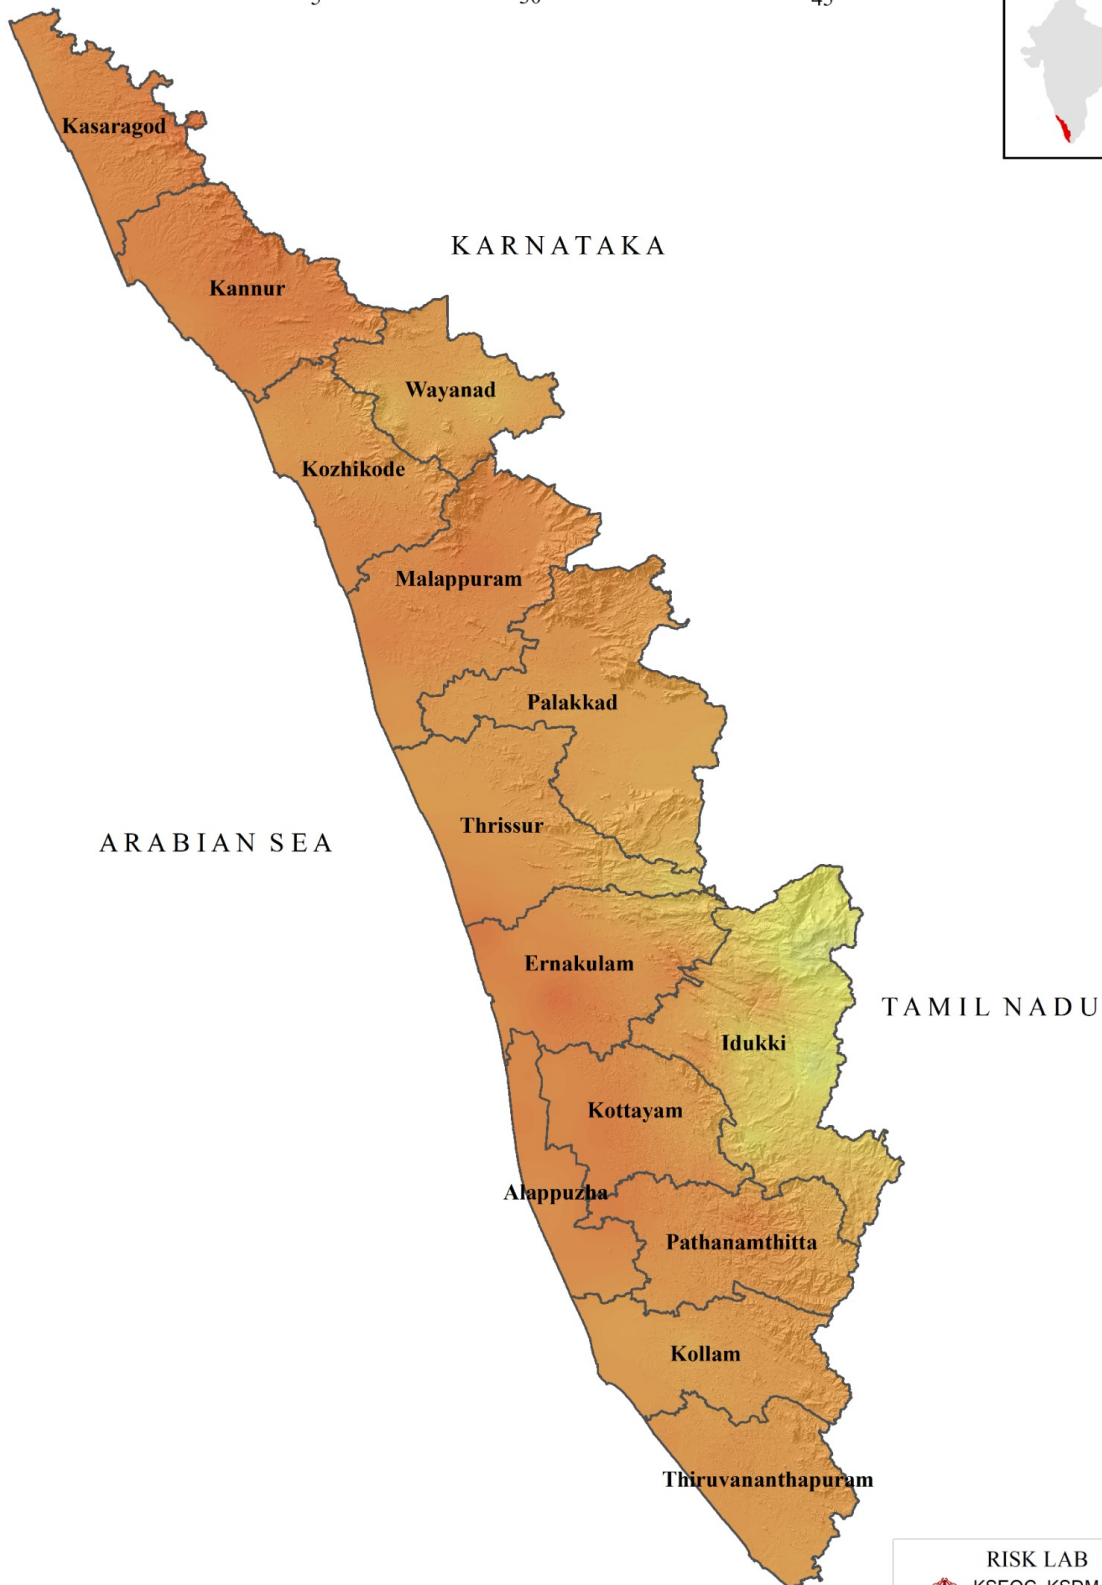 Kasaragod
KARNATAKA
Kannur
Wayanad
Kozhikode
Malappuram
Palakkad
Thrissur
ARABIAN SEA
Ernakulam
TAMIL NADU
Idukki
Kottayam
Alappuzha
Pathanamthitta
Kollam
Thiruvananthapuram
RISK LAB